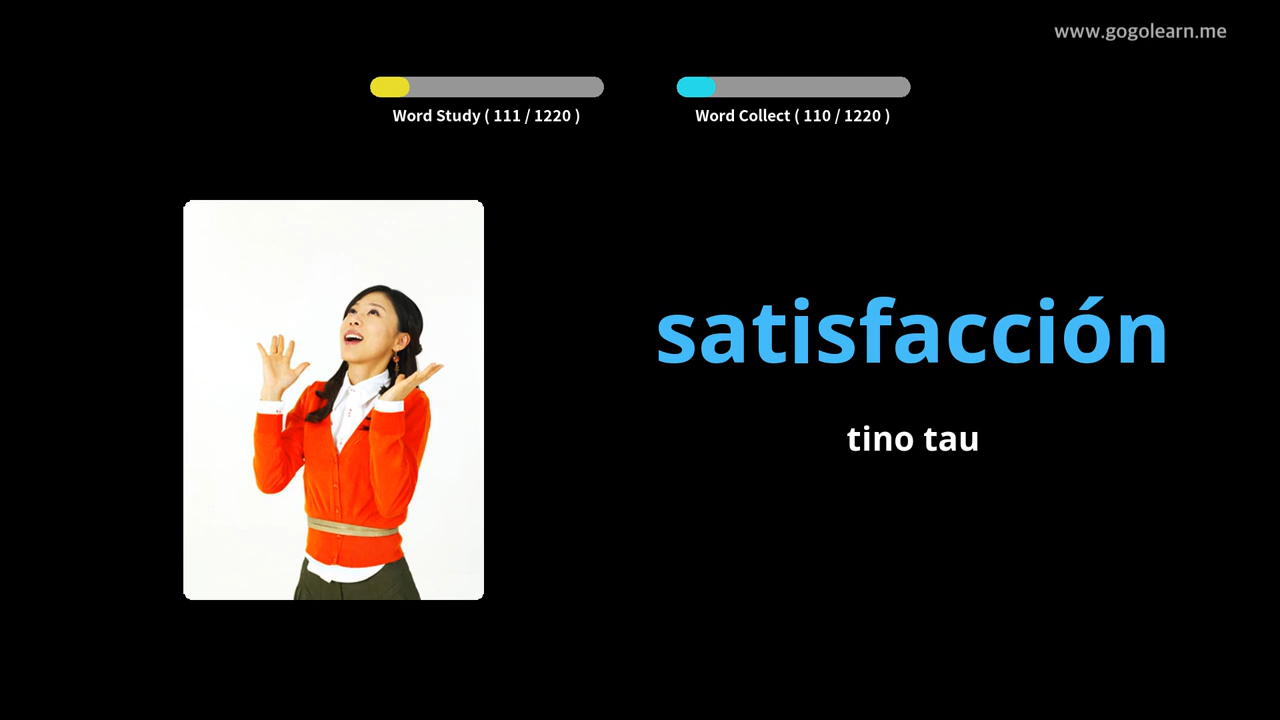 www.gogolearn.me
Word Study ( 111 / 1220 )
Word Collect ( 110 / 1220 )
satisfacción
tino tau